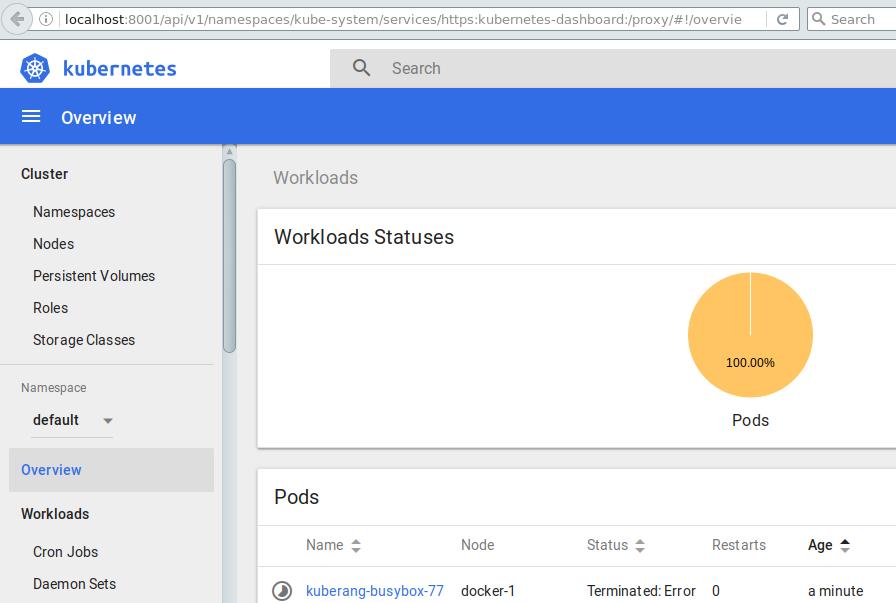 localhost:8001/api/v1/namespaces/kube-system/services/https:kubernetes-dashboard:/proxy/#!/overvie
Search
kubernetes
Search
Overview
Cluster
Namespaces
Nodes
Persistent Volumes
Roles
Storage Classes
Namespace
default
Overview
Workloads
Cron Jobs
Daemon Sets
Workloads
Workloads Statuses
100.00%
Pods
Pods
Name Node Status Restarts Age
kuberang-busybox-77 docker-1 Terminated: Error 0 a minute